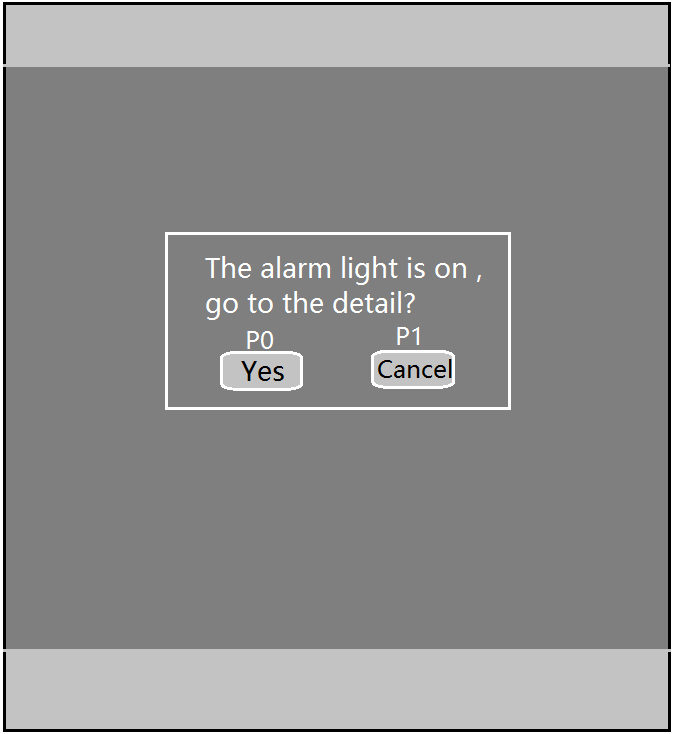 The alarm light is on ,
go to the detail?
P0 P1
Yes Cancel